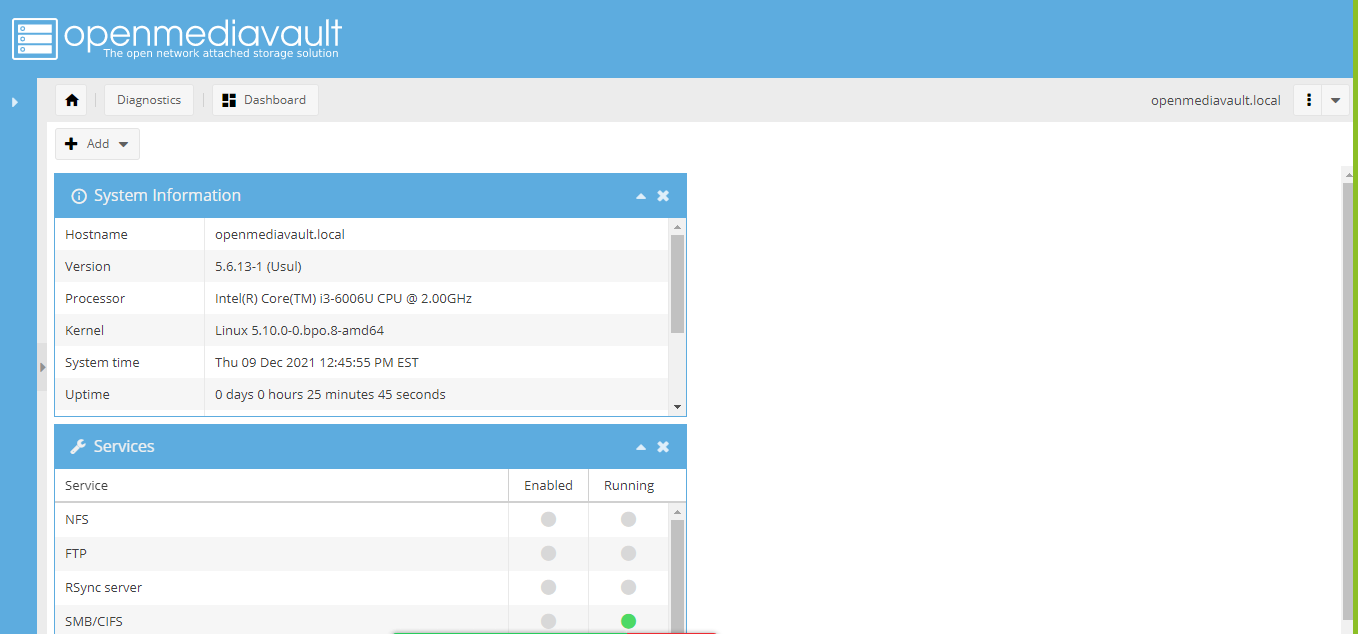 openmediavault
The open network attached storage solution
Diagnostics Dashboard openmediavault.local
Add
System Information
Hostname openmediavault.local
Version 5.6.13-1 (Usul)
Processor Intel(R) Core(TM) i3-6006U CPU @ 2.00GHz
Kernel Linux 5.10.0-0.bpo.8-amd64
System time Thu 09 Dec 2021 12:45:55 PM EST
Uptime 0 days 0 hours 25 minutes 45 seconds
Services
Service Enabled Running
NFS
FTP
RSync server
SMB/CIFS